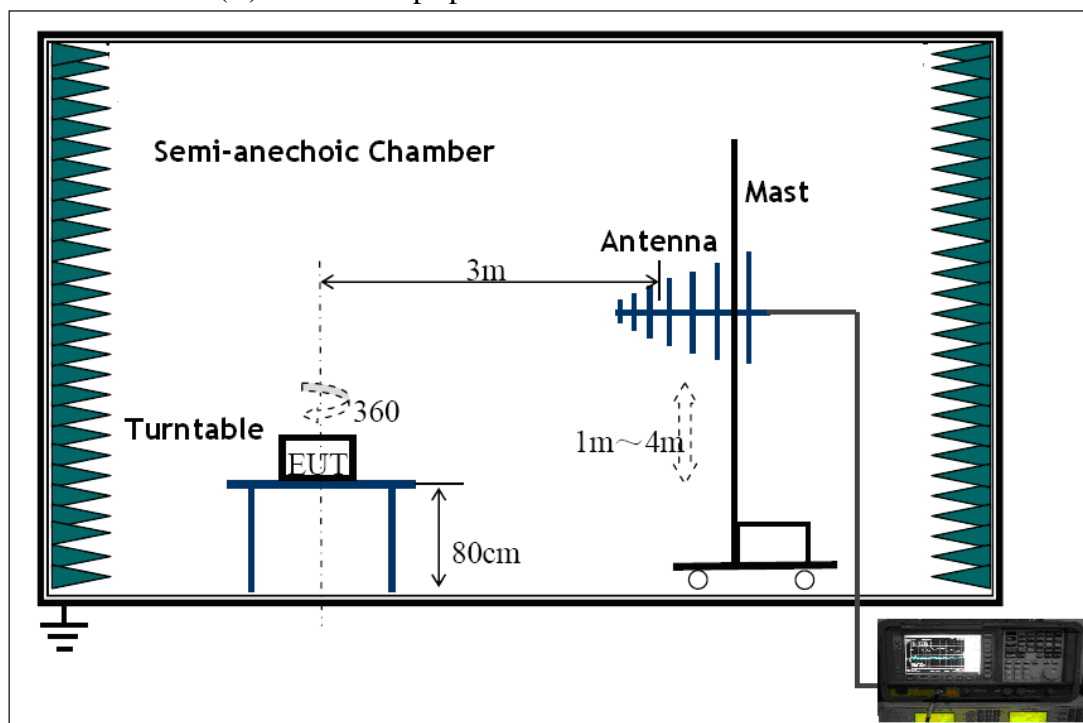 Semi-anechoic Chamber
Mast
Antenna
3m
360
Turntable
1m～4m
EUT
80cm